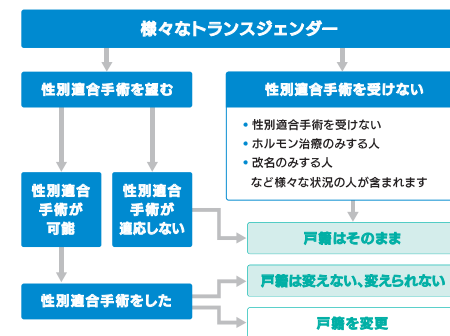 様々なトランスジェンダー
性別適合手術を望む
性別適合手術を受けない
• 性別適合手術を受けない
• ホルモン治療のみする人
• 改名のみする人
など様々な状況の人が含まれます
性別適合
手術が
可能
性別適合
手術が
適応しない
戸籍はそのまま
戸籍は変えない、変えられない
性別適合手術をした
戸籍を変更